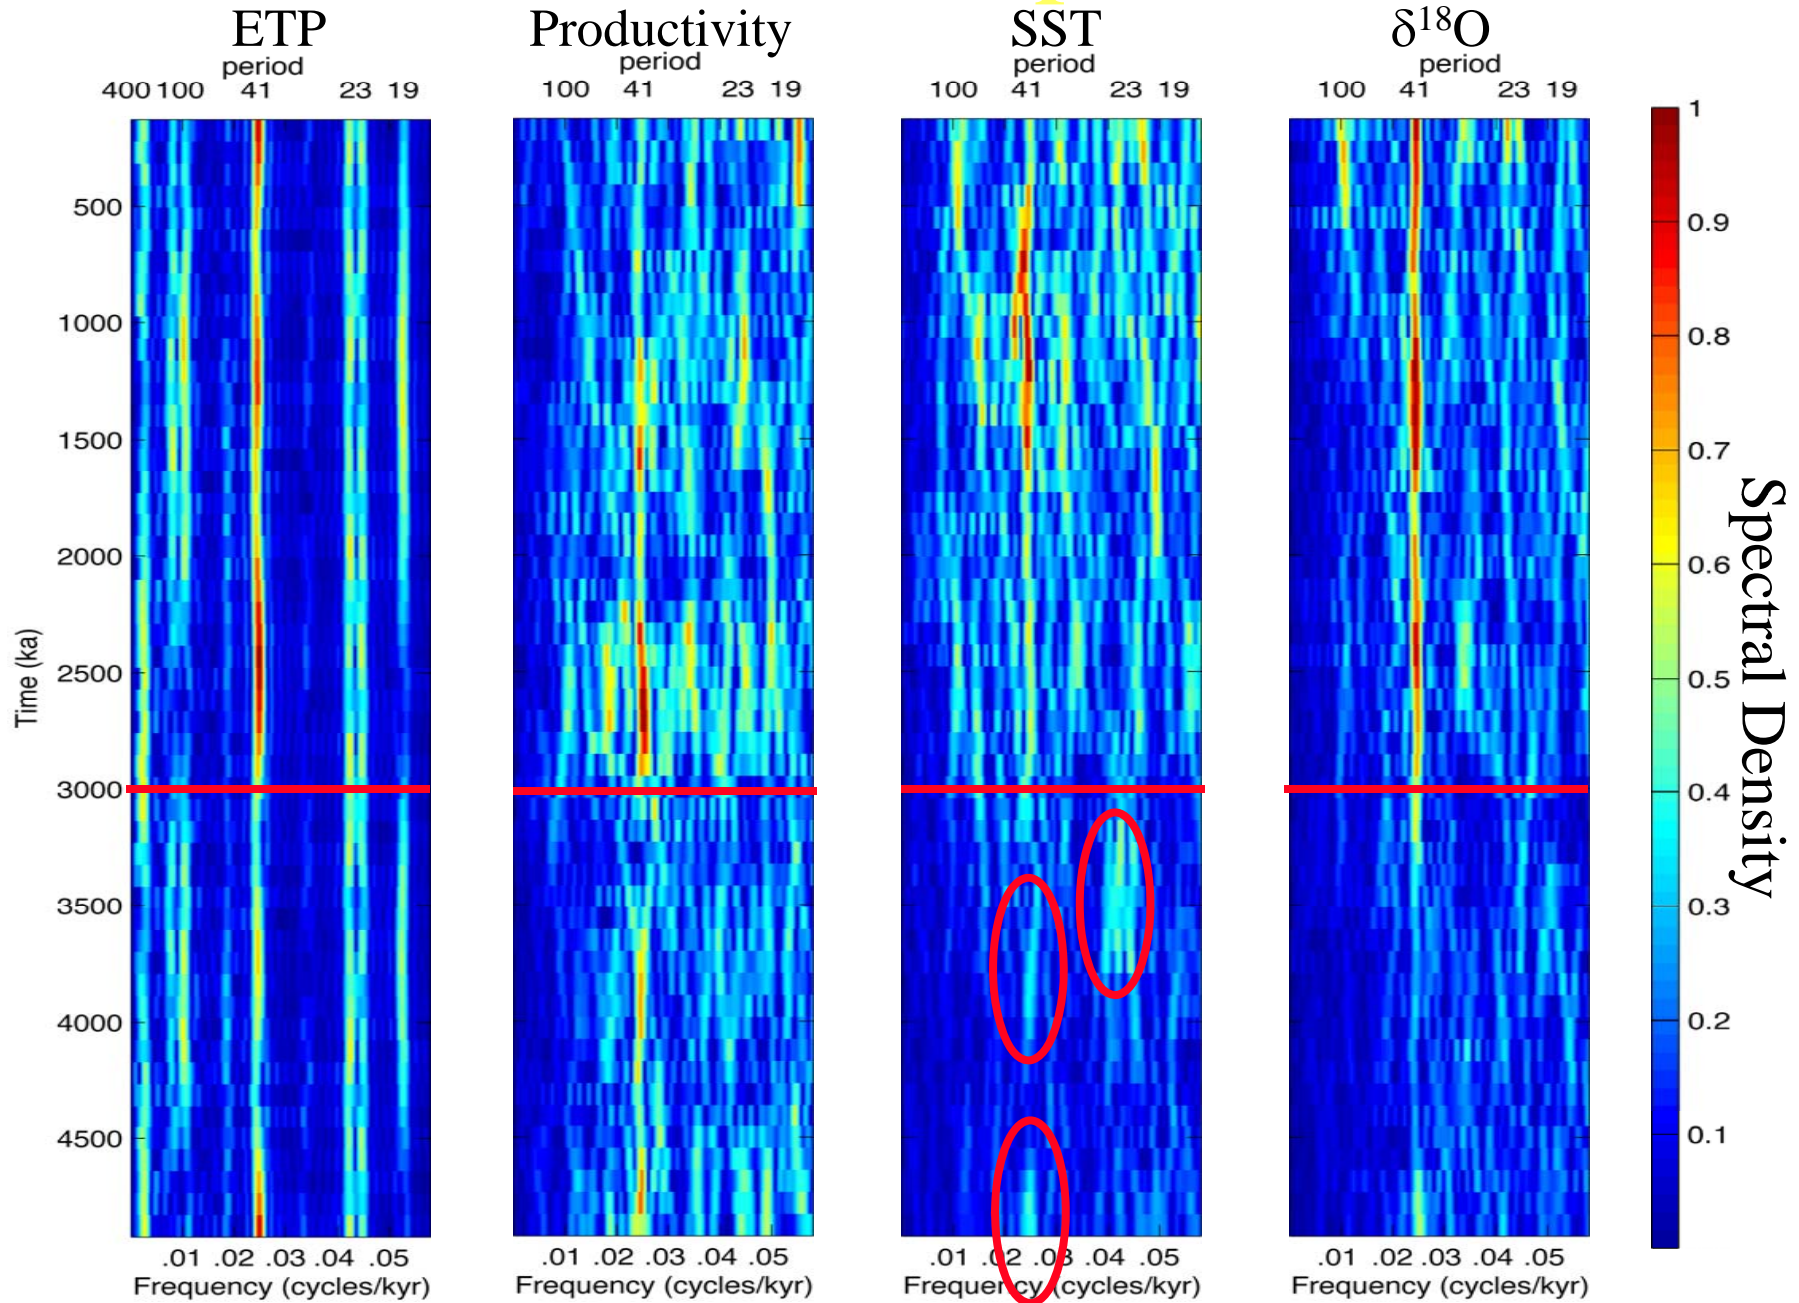 ETP Productivity SST δ¹⁸O
period period period period
400 100 41 23 19 100 41 23 19 100 41 23 19 100 41 23 19
1
0.9
0.8
0.7
0.6
0.5
0.4
0.3
0.2
0.1
Spectral Density
Time (ka)
500
1000
1500
2000
2500
3000
3500
4000
4500
.01 .02 .03 .04 .05 .01 .02 .03 .04 .05 .01 .02 .03 .04 .05 .01 .02 .03 .04 .05
Frequency (cycles/kyr) Frequency (cycles/kyr) Frequency (cycles/kyr) Frequency (cycles/kyr)